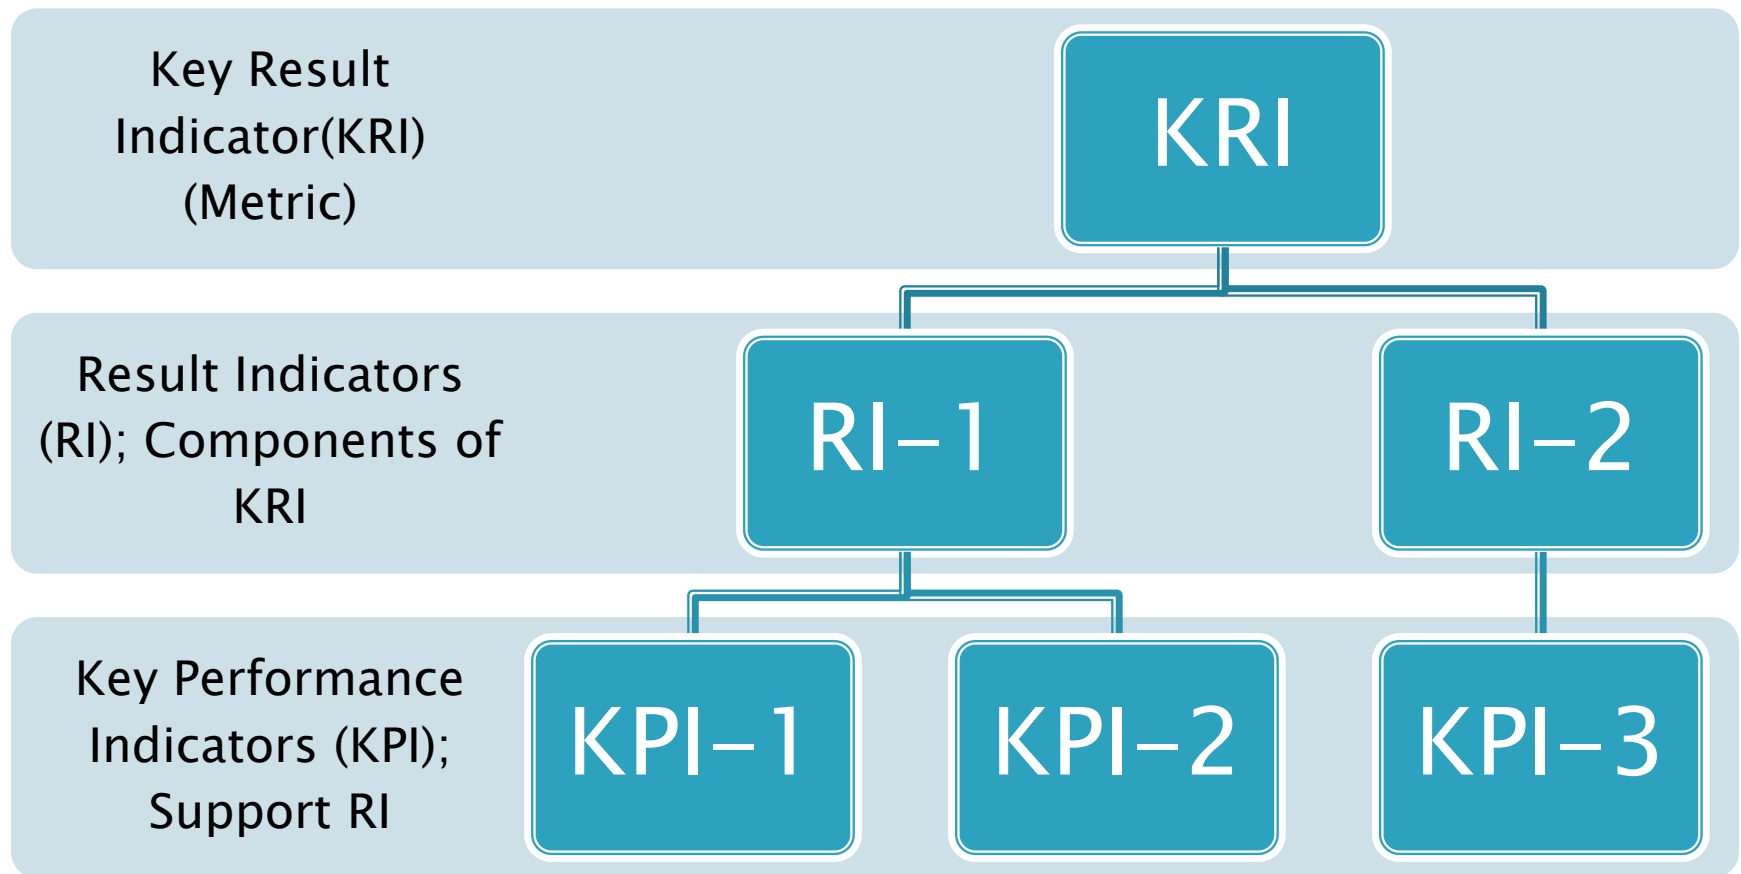 Key Result
Indicator(KRI)
(Metric)
KRI
Result Indicators
(RI); Components of
KRI
RI-1
RI-2
Key Performance
Indicators (KPI);
Support RI
KPI-1
KPI-2
KPI-3